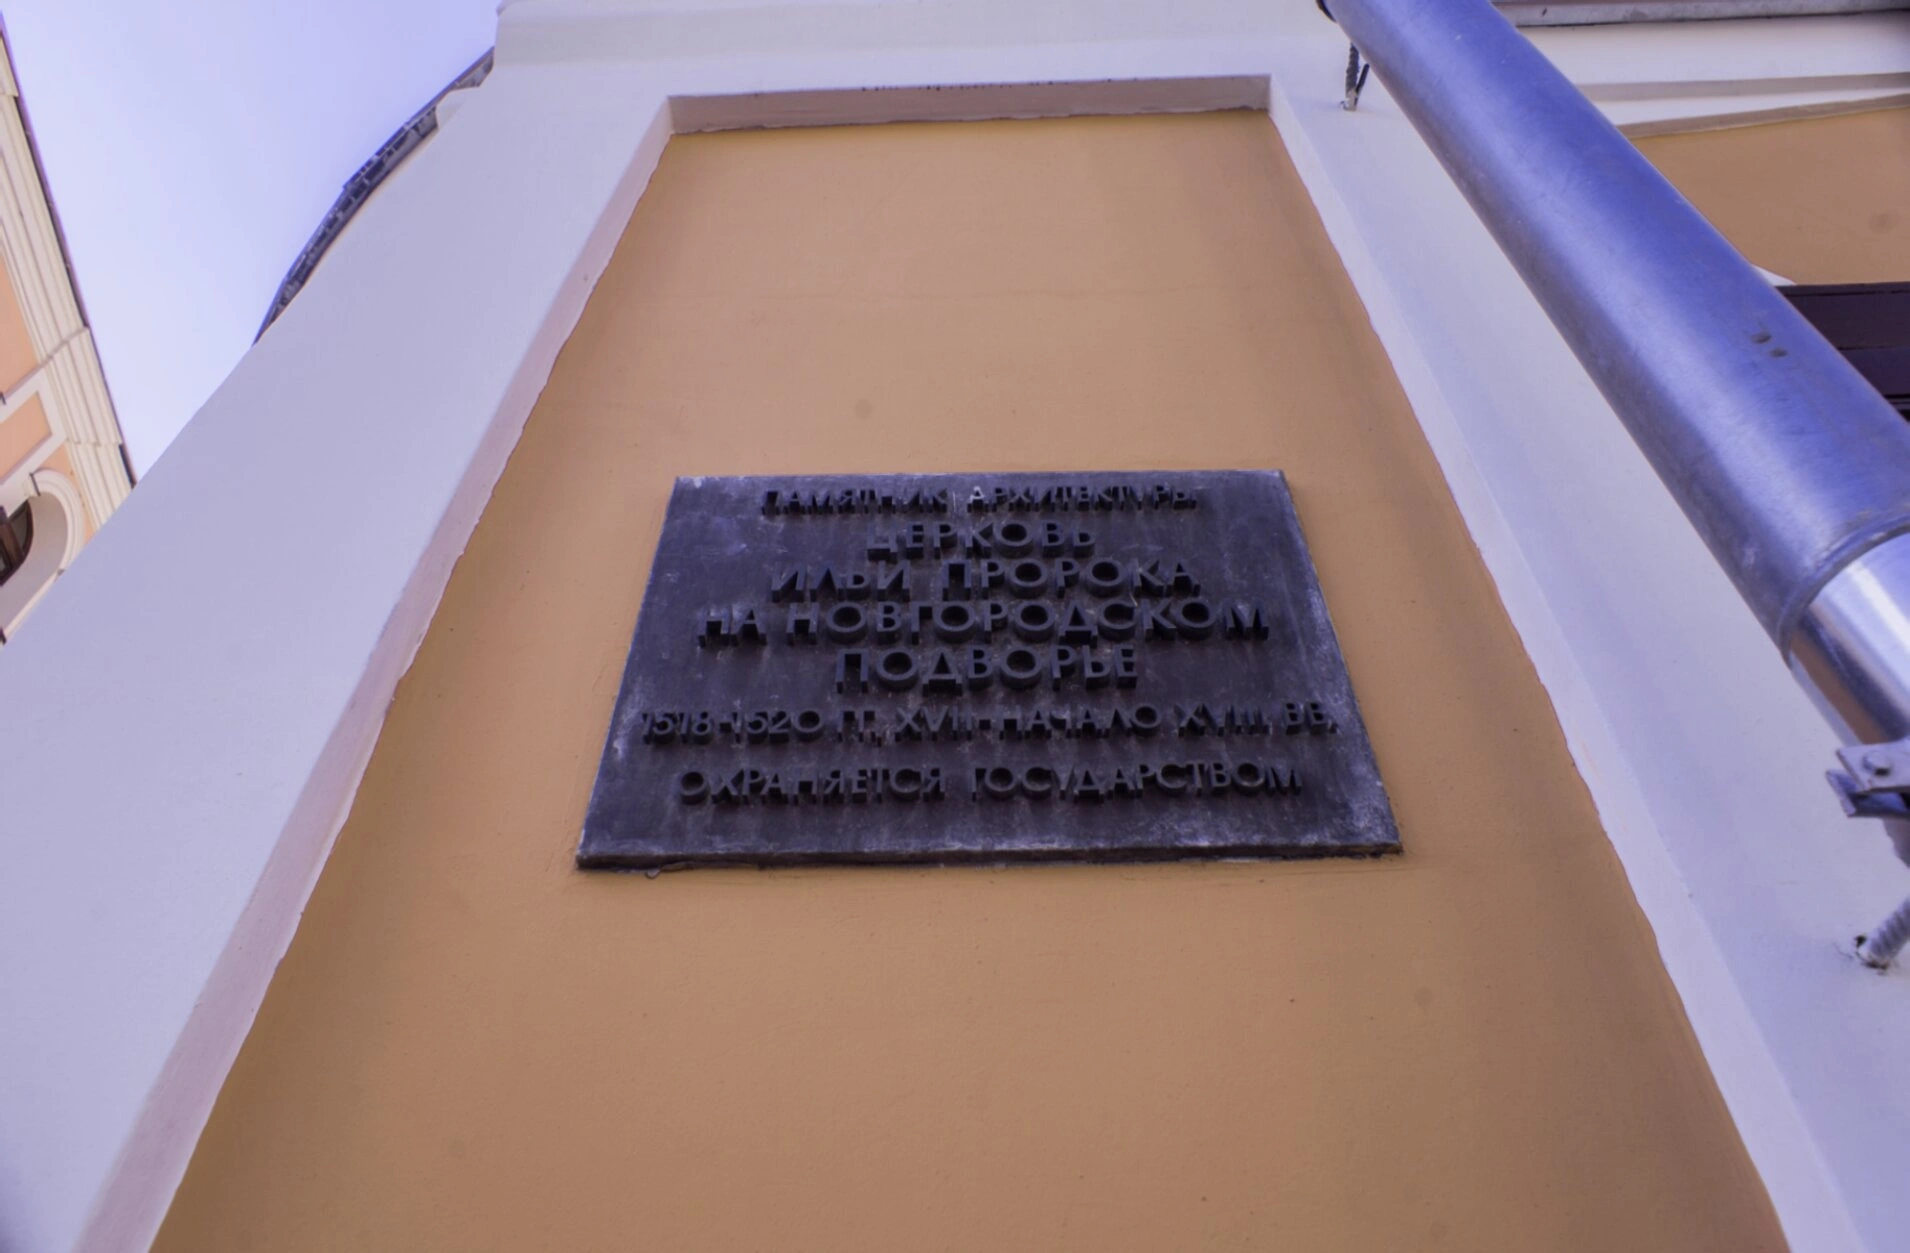 ПАМЯТНИК АРХИТЕКТУРЫ
ЦЕРКОВЬ
ИЛЬИ ПРОРОКА
НА НОВГОРОДСКОМ
ПОДВОРЬЕ
1518-1520 ГГ. XVII-НАЧАЛО XVIII ВВ.
ОХРАНЯЕТСЯ ГОСУДАРСТВОМ